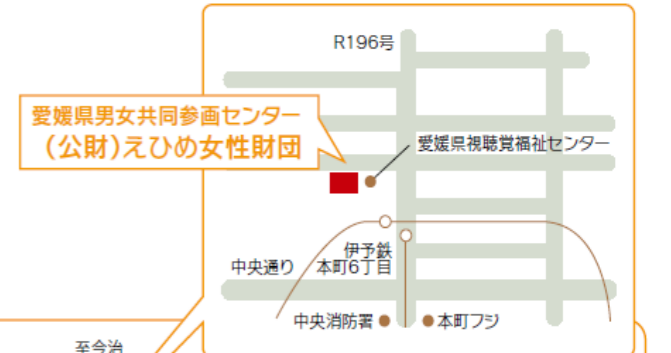 R196号
愛媛県男女共同参画センター
(公財)えひめ女性財団
愛媛県視聴覚福祉センター
伊予鉄
中央通り 本町6丁目
中央消防署 本町フジ
至今治